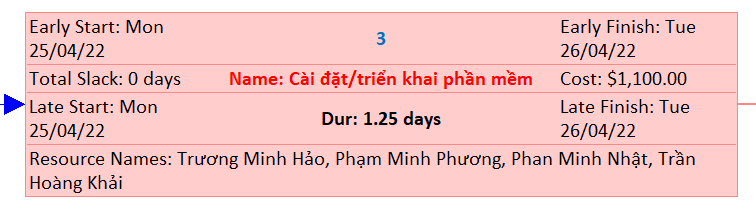 Early Start: Mon 25/04/22
3
Early Finish: Tue 26/04/22
Total Slack: 0 days
Name: Cài đặt/triển khai phần mềm
Cost: $1,100.00
Late Start: Mon 25/04/22
Dur: 1.25 days
Late Finish: Tue 26/04/22
Resource Names: Trương Minh Hảo, Phạm Minh Phương, Phan Minh Nhật, Trần
Hoàng Khải